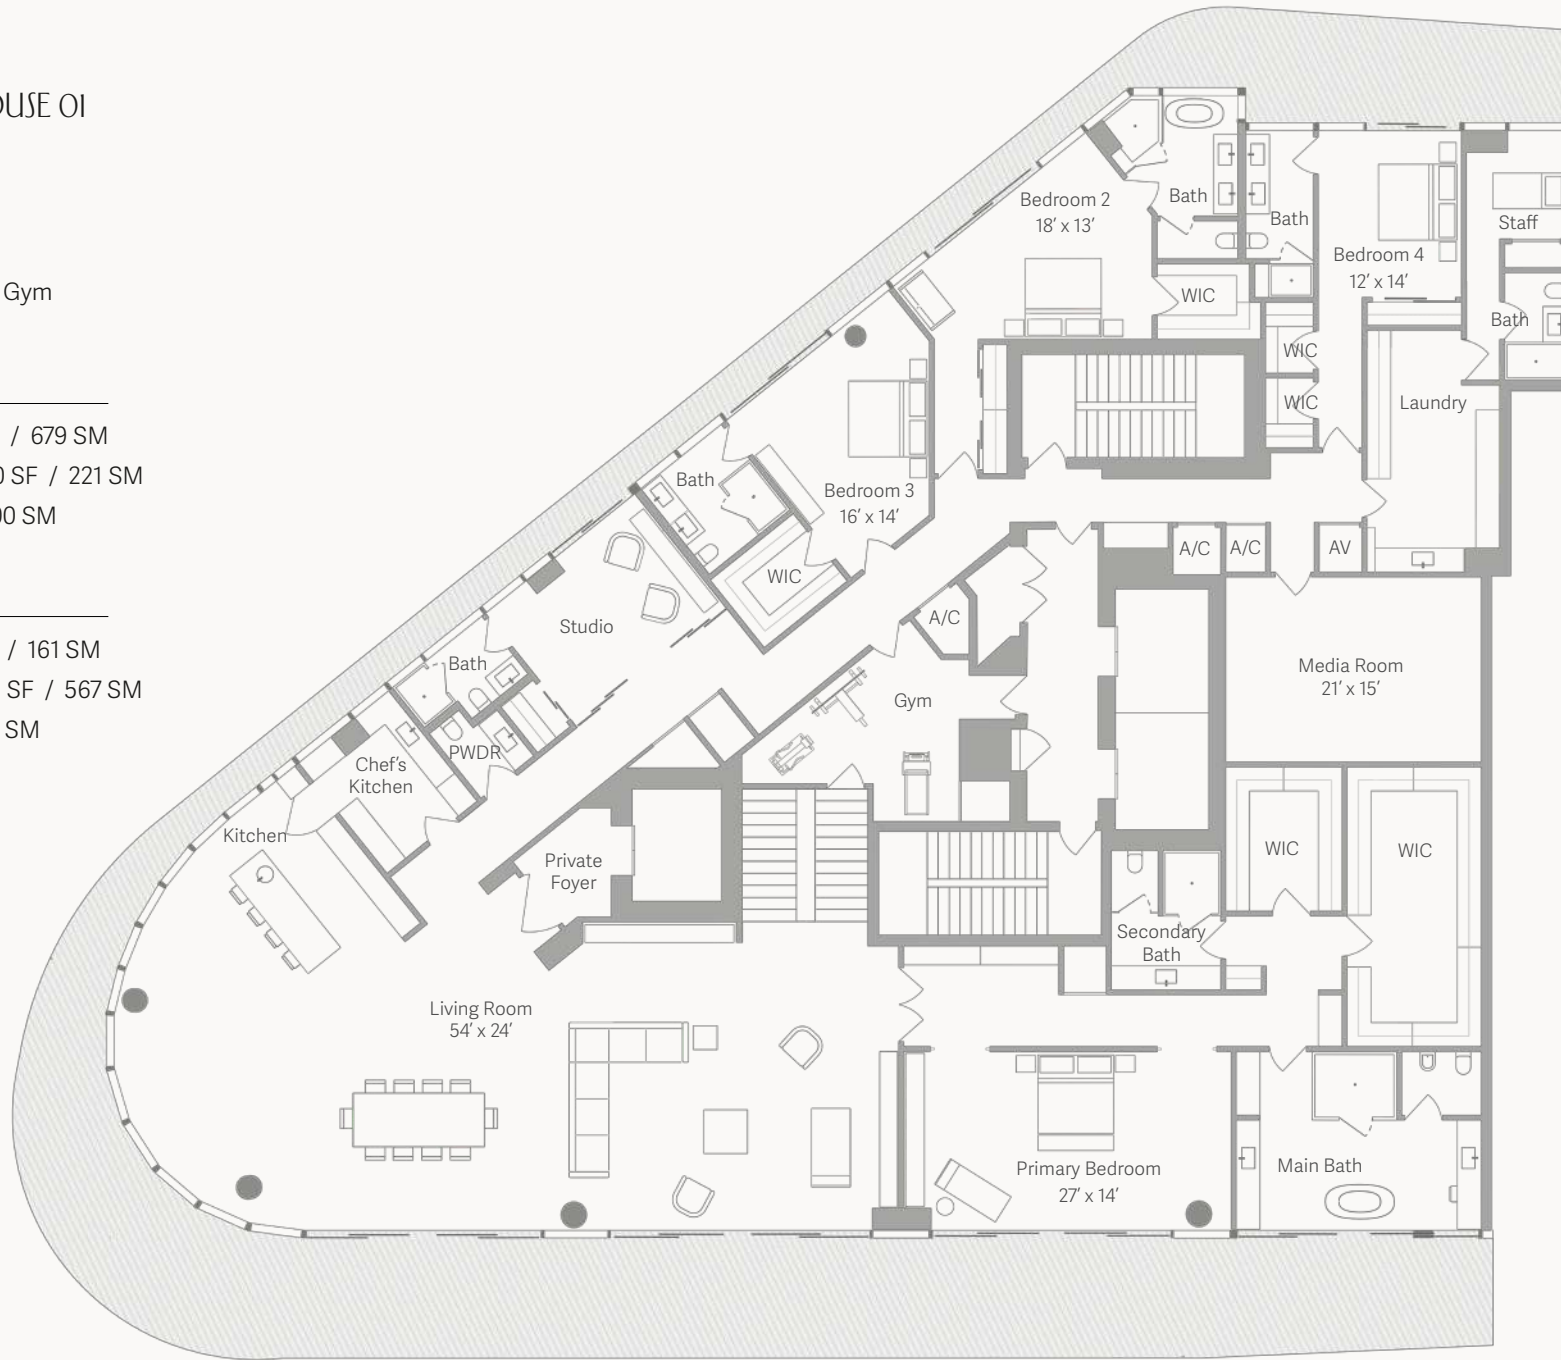 OUSE 01
Gym
/ 679 SM
0 SF / 221 SM
00 SM
/ 161 SM
SF / 567 SM
SM
Bedroom 2
18’ x 13’
Bath
Bath
WIC
Bedroom 4
12’ x 14’
Staff
Bath
WIC
WIC
Laundry
Bath
Bedroom 3
16’ x 14’
WIC
A/C
A/C
AV
Studio
A/C
Bath
Gym
Media Room
21’ x 15’
PWDR
Chef’s
Kitchen
Kitchen
Private
Foyer
WIC
WIC
Secondary
Bath
Living Room
54’ x 24’
Primary Bedroom
27’ x 14’
Main Bath